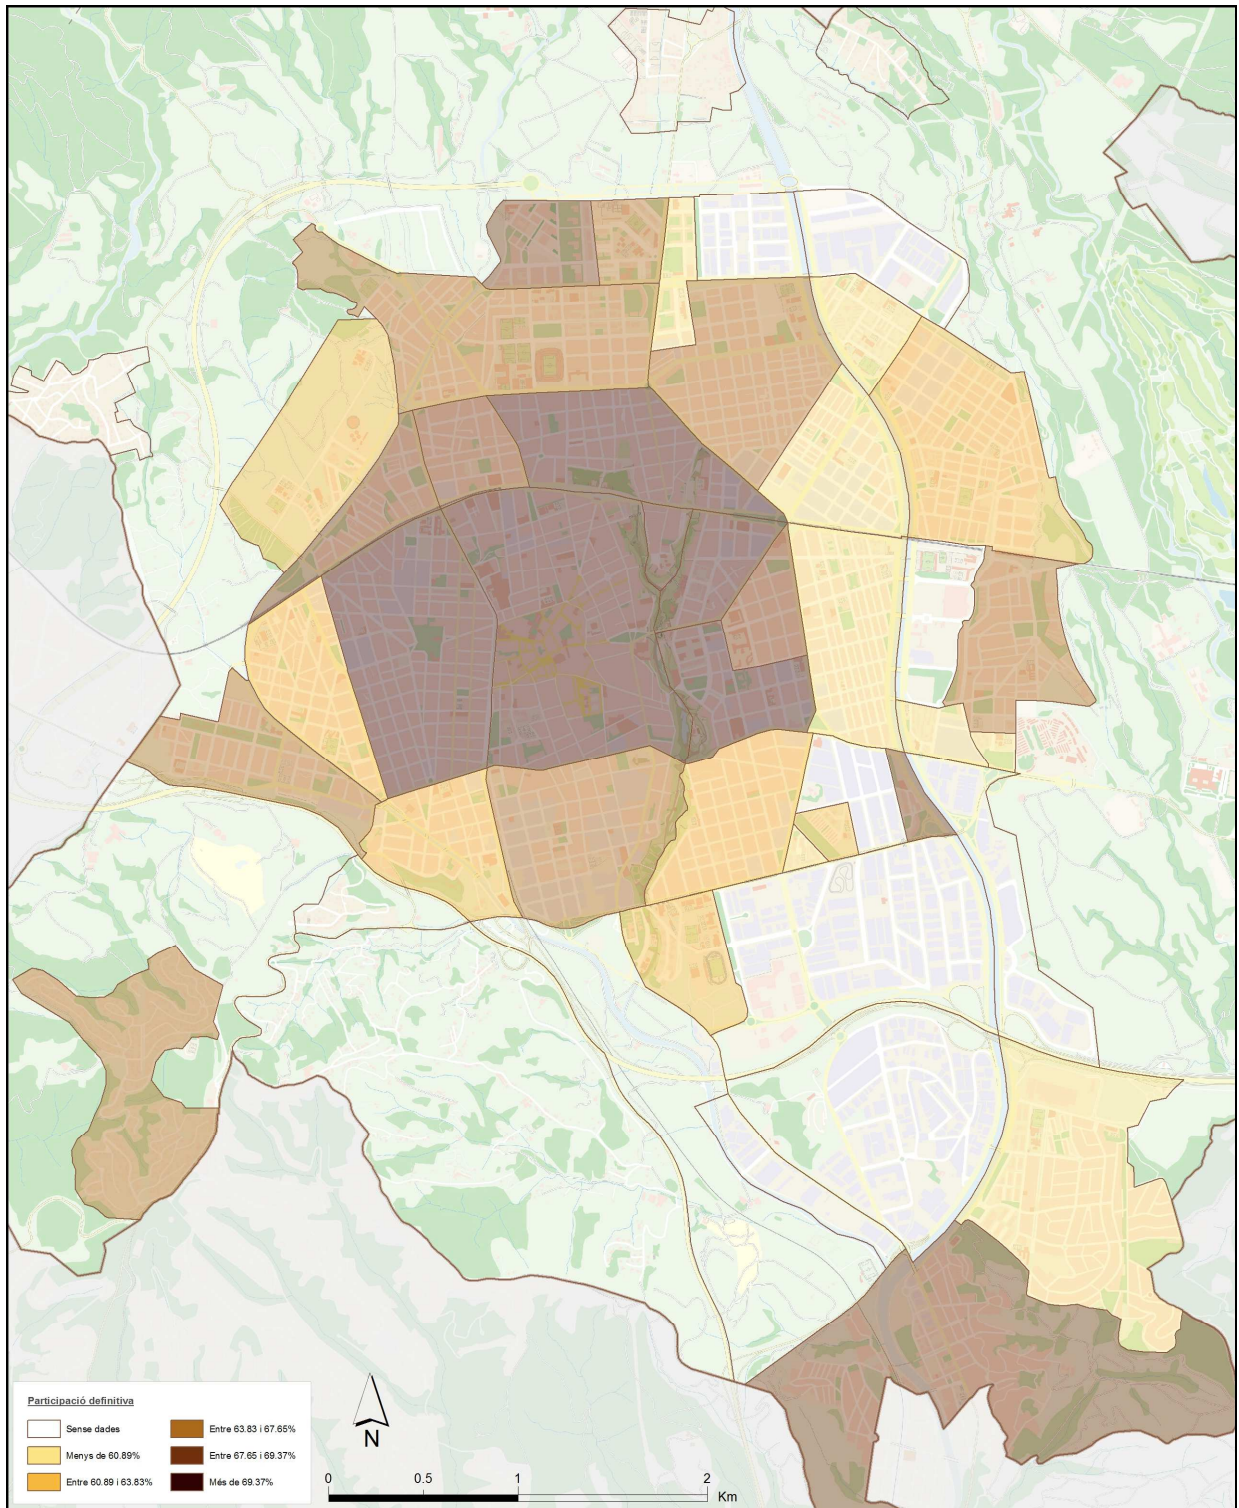 Participació definitiva
Sense dades
Menys de 60.89%
Entre 60.89 i 63.83%
Entre 63.83 i 67.65%
Entre 67.65 i 69.37%
Més de 69.37%
N
0 0.5 1 2
Km